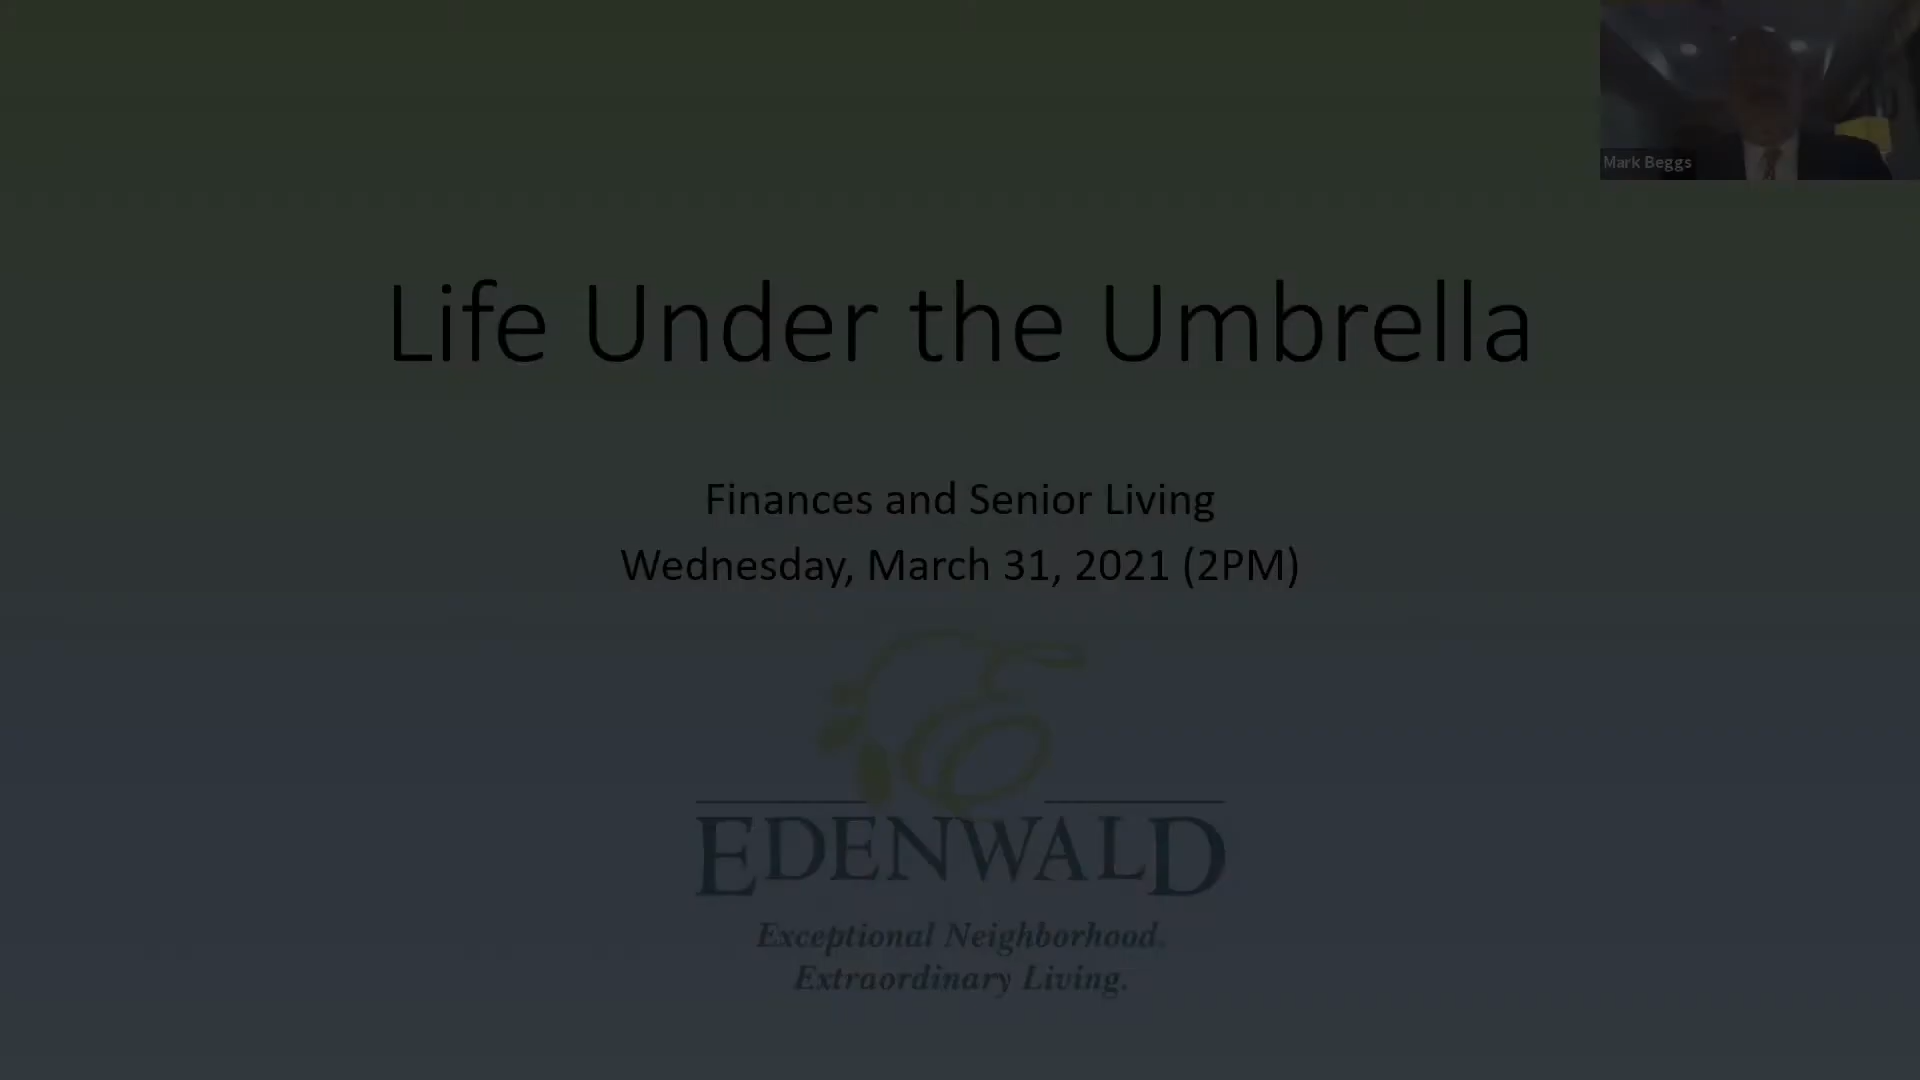 Mark Beggs
Life Under the Umbrella
Finances and Senior Living
Wednesday, March 31, 2021 (2PM)
EDENWALD
Exceptional Neighborhood.
Extraordinary Living.